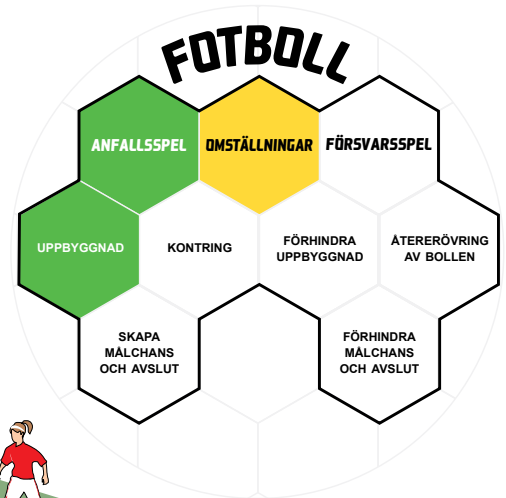 FOTBOLL
ANFALLSSPEL
OMSTÄLLNINGAR
FÖRSVARSSPEL
UPPBYGGNAD
KONTRING
FÖRHINDRA
UPPBYGGNAD
ÅTERERÖVRING
AV BOLLEN
SKAPA
MÅLCHANS
OCH AVSLUT
FÖRHINDRA
MÅLCHANS
OCH AVSLUT